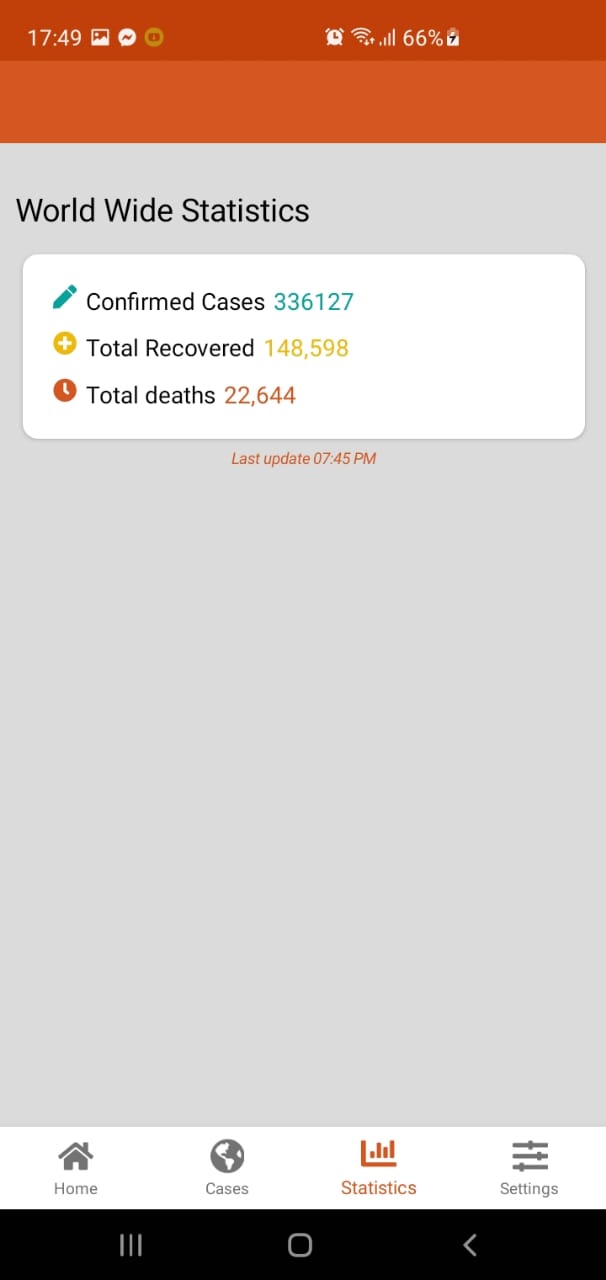 17:49 66%
World Wide Statistics
Confirmed Cases 336127
Total Recovered 148,598
Total deaths 22,644
Last update 07:45 PM
Home Cases Statistics Settings